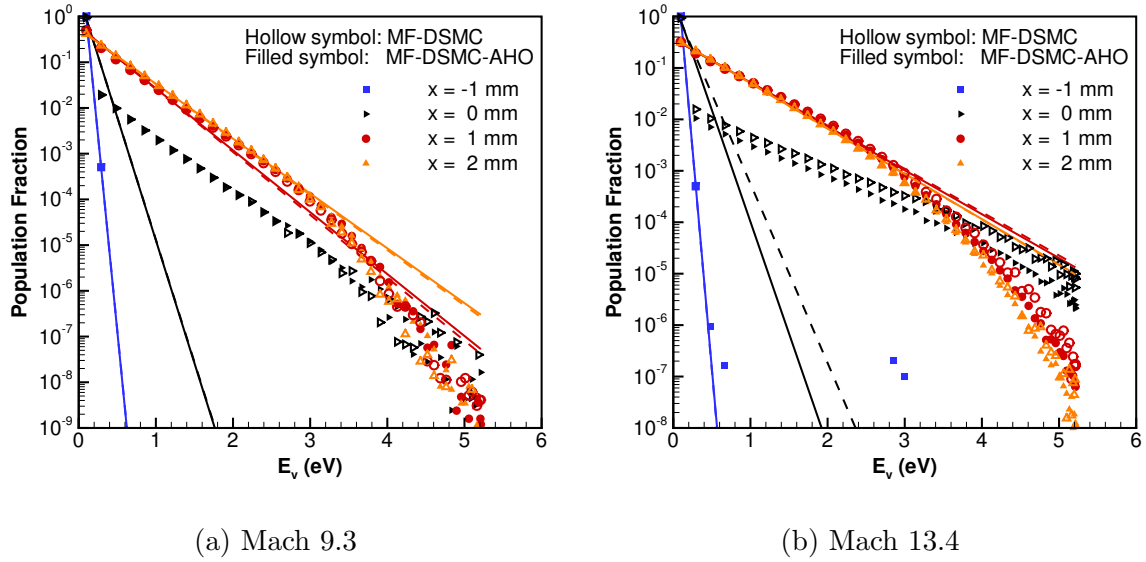 Hollow symbol: MF-DSMC
Filled symbol: MF-DSMC-AHO
x = -1 mm
x = 0 mm
x = 1 mm
x = 2 mm
10^0
10^-1
10^-2
10^-3
10^-4
10^-5
10^-6
10^-7
10^-8
10^-9
Population Fraction
0 1 2 3 4 5 6
E_v (eV)
(a) Mach 9.3
Hollow symbol: MF-DSMC
Filled symbol: MF-DSMC-AHO
x = -1 mm
x = 0 mm
x = 1 mm
x = 2 mm
10^0
10^-1
10^-2
10^-3
10^-4
10^-5
10^-6
10^-7
10^-8
Population Fraction
0 1 2 3 4 5 6
E_v (eV)
(b) Mach 13.4